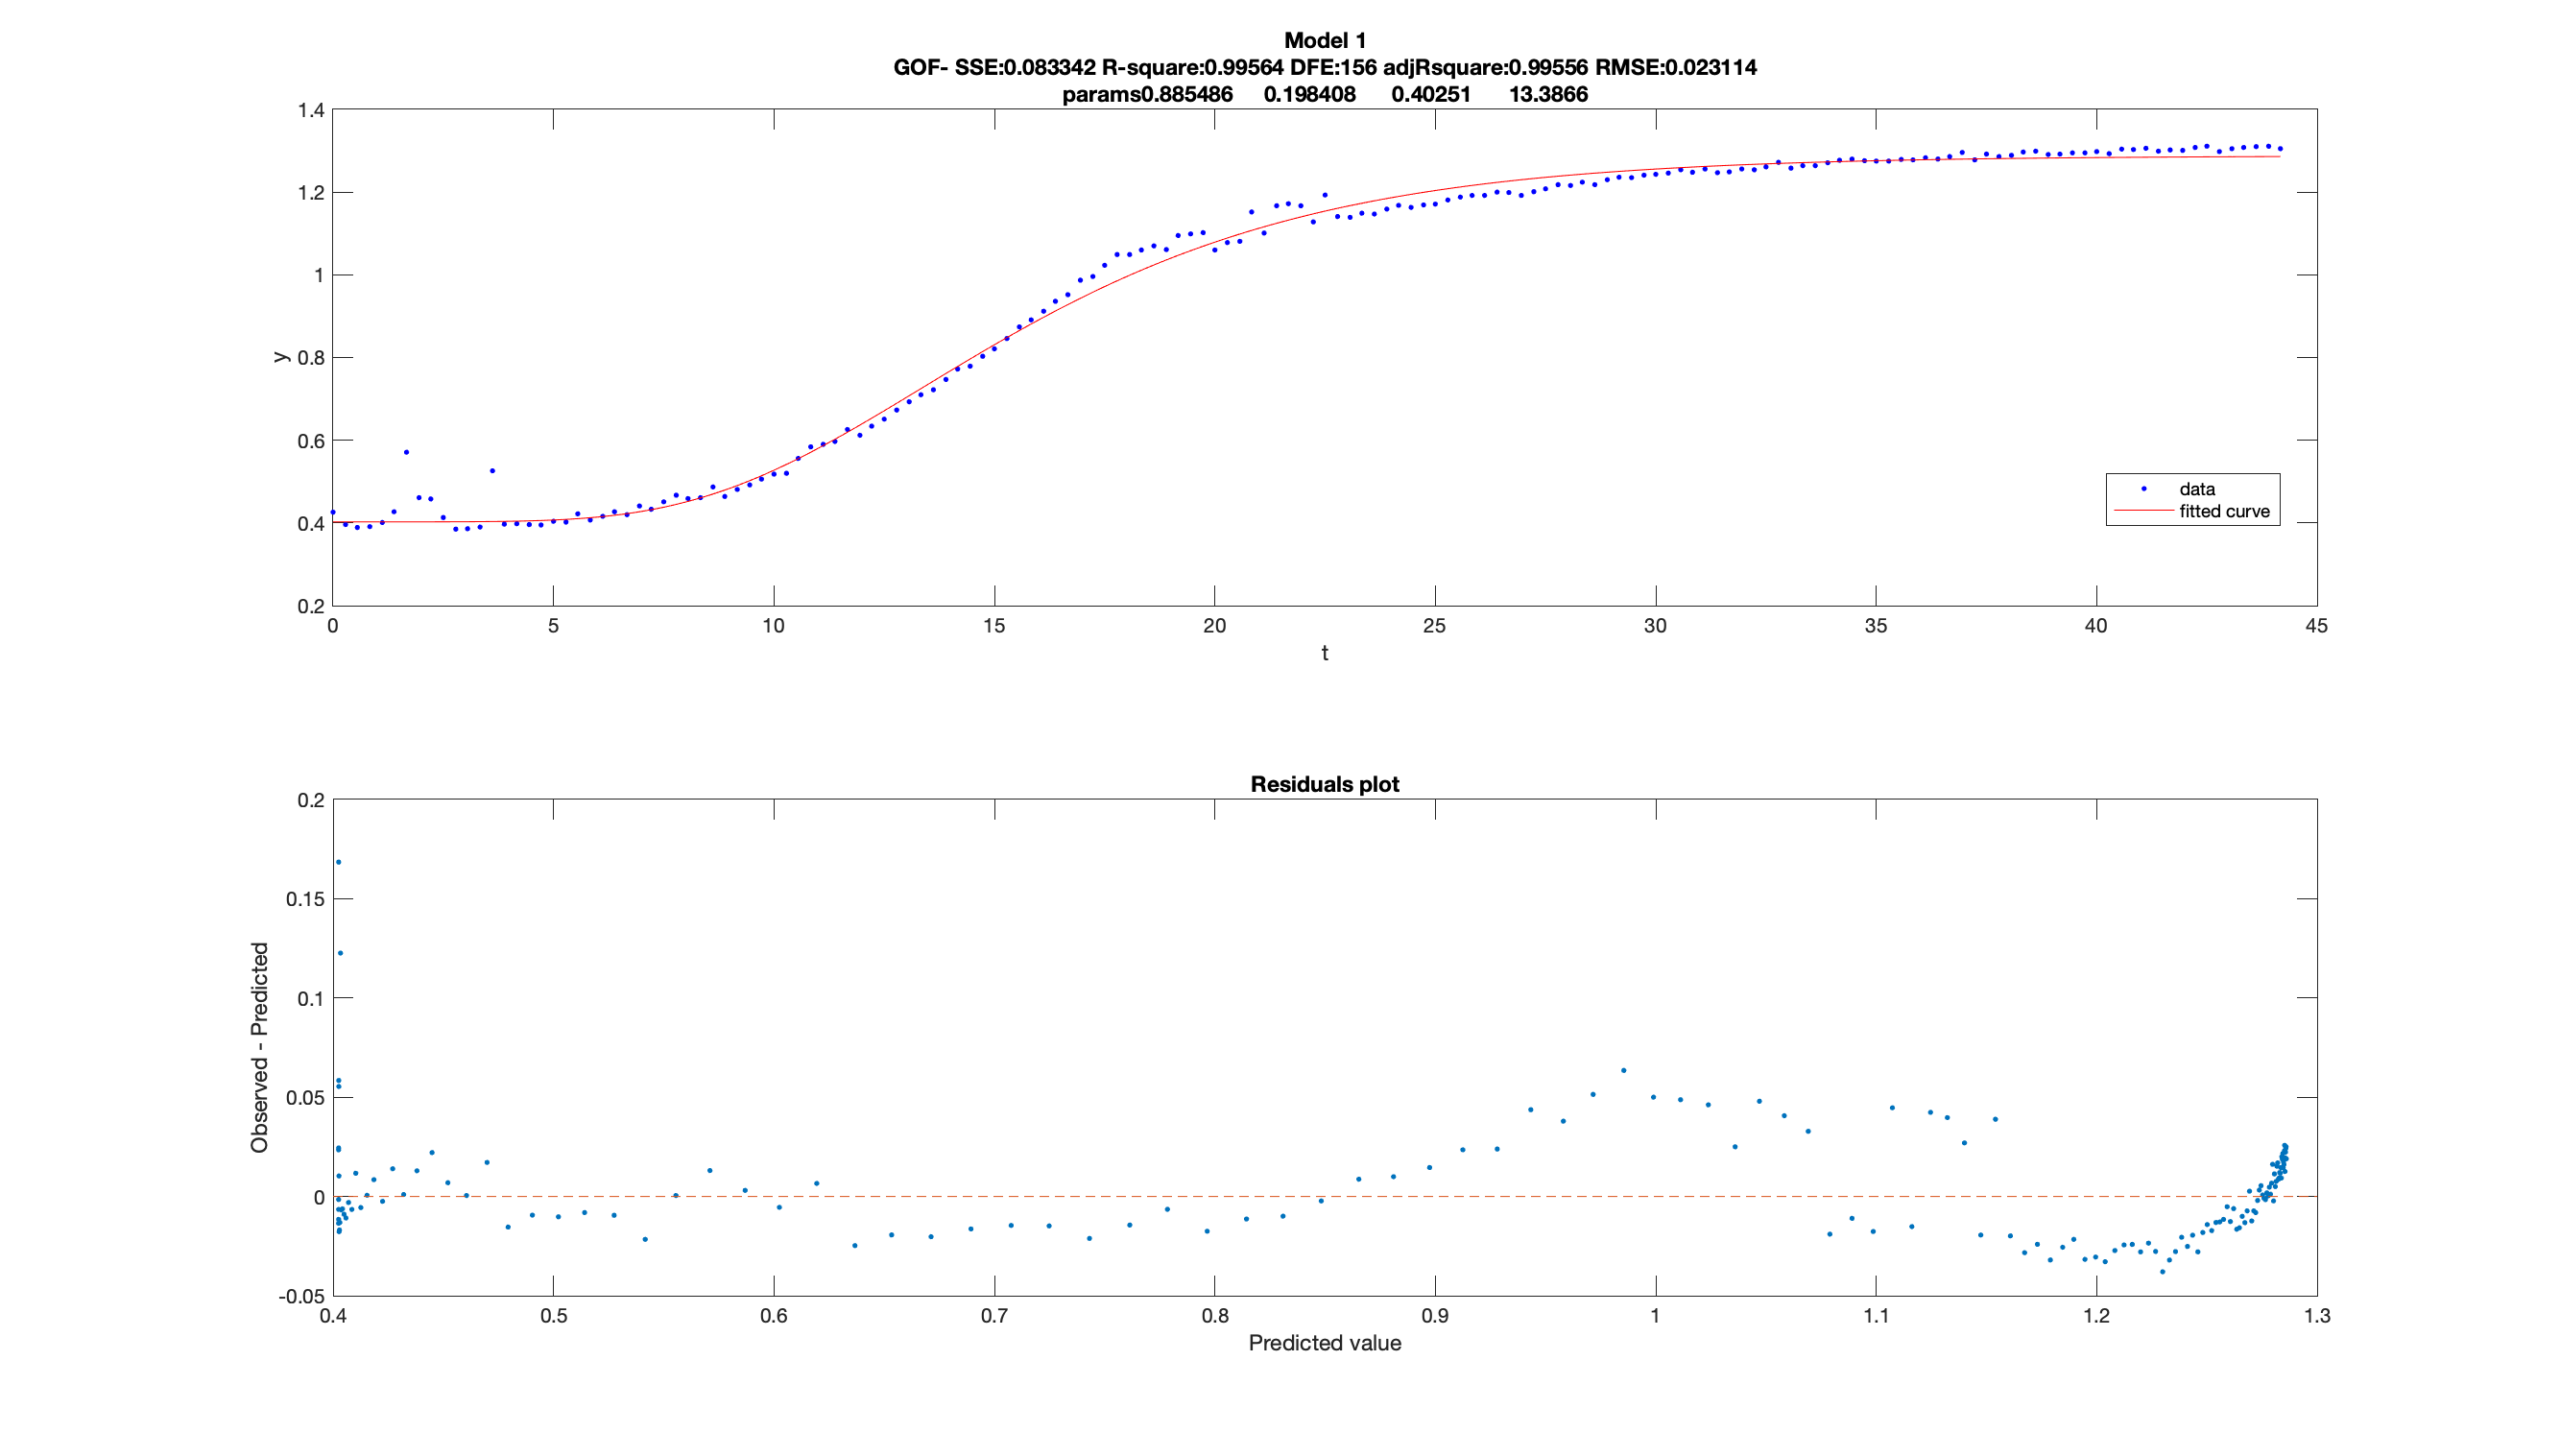 Model 1
GOF- SSE:0.083342 R-square:0.99564 DFE:156 adjRsquare:0.99556 RMSE:0.023114
params0.885486 0.198408 0.40251 13.3866
1.4
1.2
1
0.8
0.6
0.4
0.2
y
0 5 10 15 20 25 30 35 40 45
t
data
fitted curve
Residuals plot
0.2
0.15
0.1
0.05
0
-0.05
Observed - Predicted
0.4 0.5 0.6 0.7 0.8 0.9 1 1.1 1.2 1.3
Predicted value